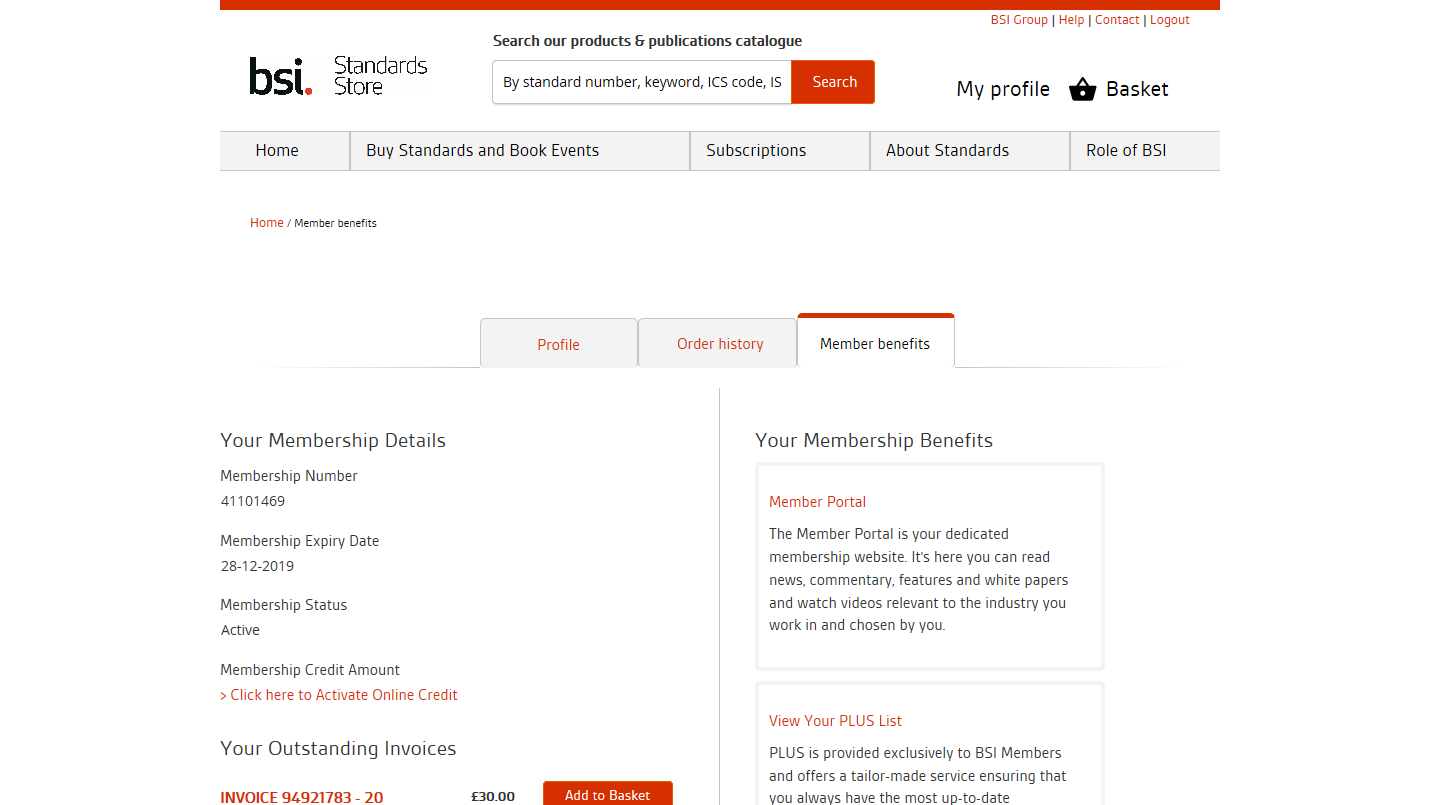 BSI Group | Help | Contact | Logout
Search our products & publications catalogue
bsi. Standards Store
By standard number, keyword, ICS code, IS
Search
My profile
Basket
Home
Buy Standards and Book Events
Subscriptions
About Standards
Role of BSI
Home / Member benefits
Profile
Order history
Member benefits
Your Membership Details
Membership Number
41101469
Membership Expiry Date
28-12-2019
Membership Status
Active
Membership Credit Amount
> Click here to Activate Online Credit
Your Outstanding Invoices
INVOICE 94921783 - 20
£30.00
Add to Basket
Your Membership Benefits
Member Portal
The Member Portal is your dedicated
membership website. It's here you can read
news, commentary, features and white papers
and watch videos relevant to the industry you
work in and chosen by you.
View Your PLUS List
PLUS is provided exclusively to BSI Members
and offers a tailor-made service ensuring that
you always have the most up-to-date